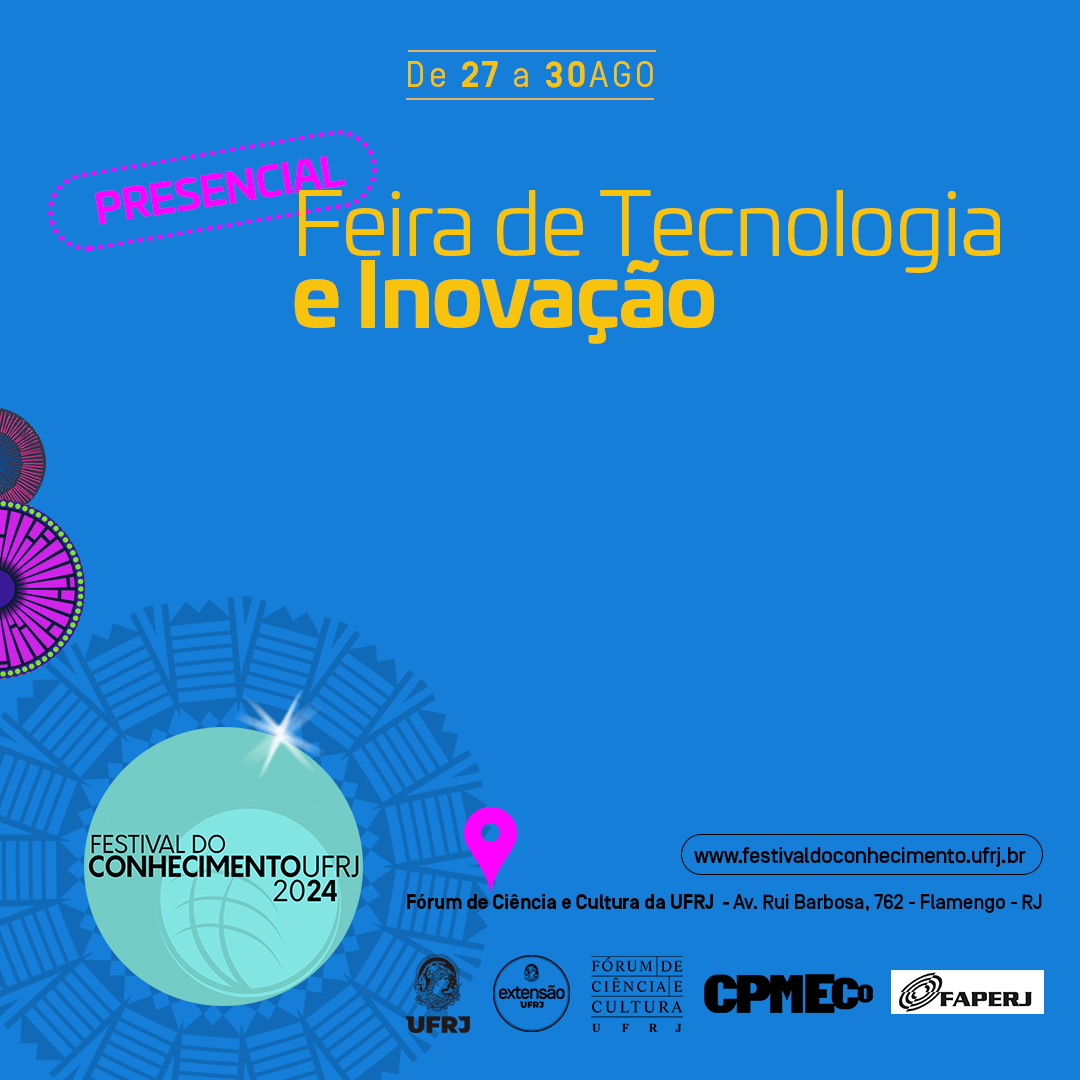 De 27 a 30AGO
PRESENCIAL
Feira de Tecnologia
e Inovação
FESTIVAL DO
CONHECIMENTOUFRJ
2024
www.festivaldoconhecimento.ufrj.br
Fórum de Ciência e Cultura da UFRJ - Av. Rui Barbosa, 762 - Flamengo - RJ
UFRJ
extensão
UFRJ
FÓRUM DE
CIÊNCIA E
CULTURA
U F R J
CPMECo
FAPERJ